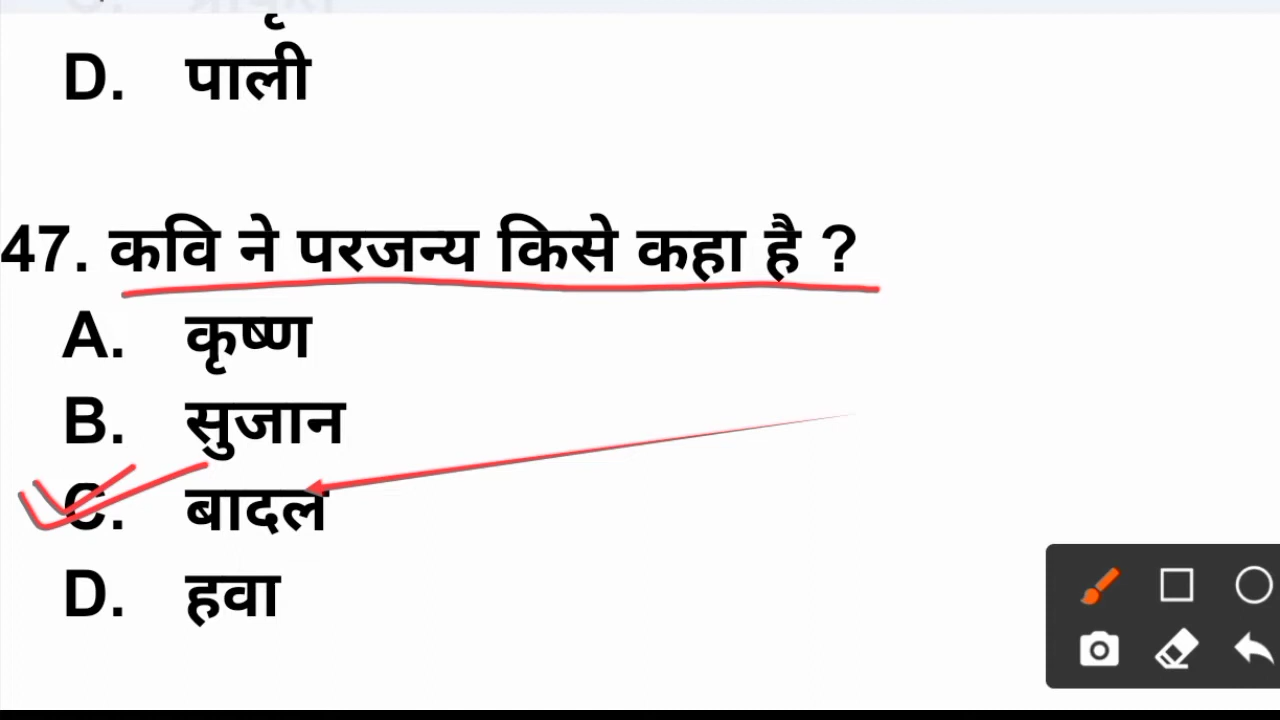 D. पाली
47. कवि ने परजन्य किसे कहा है ?
A. कृष्ण
B. सुजान
C. बादल
D. हवा